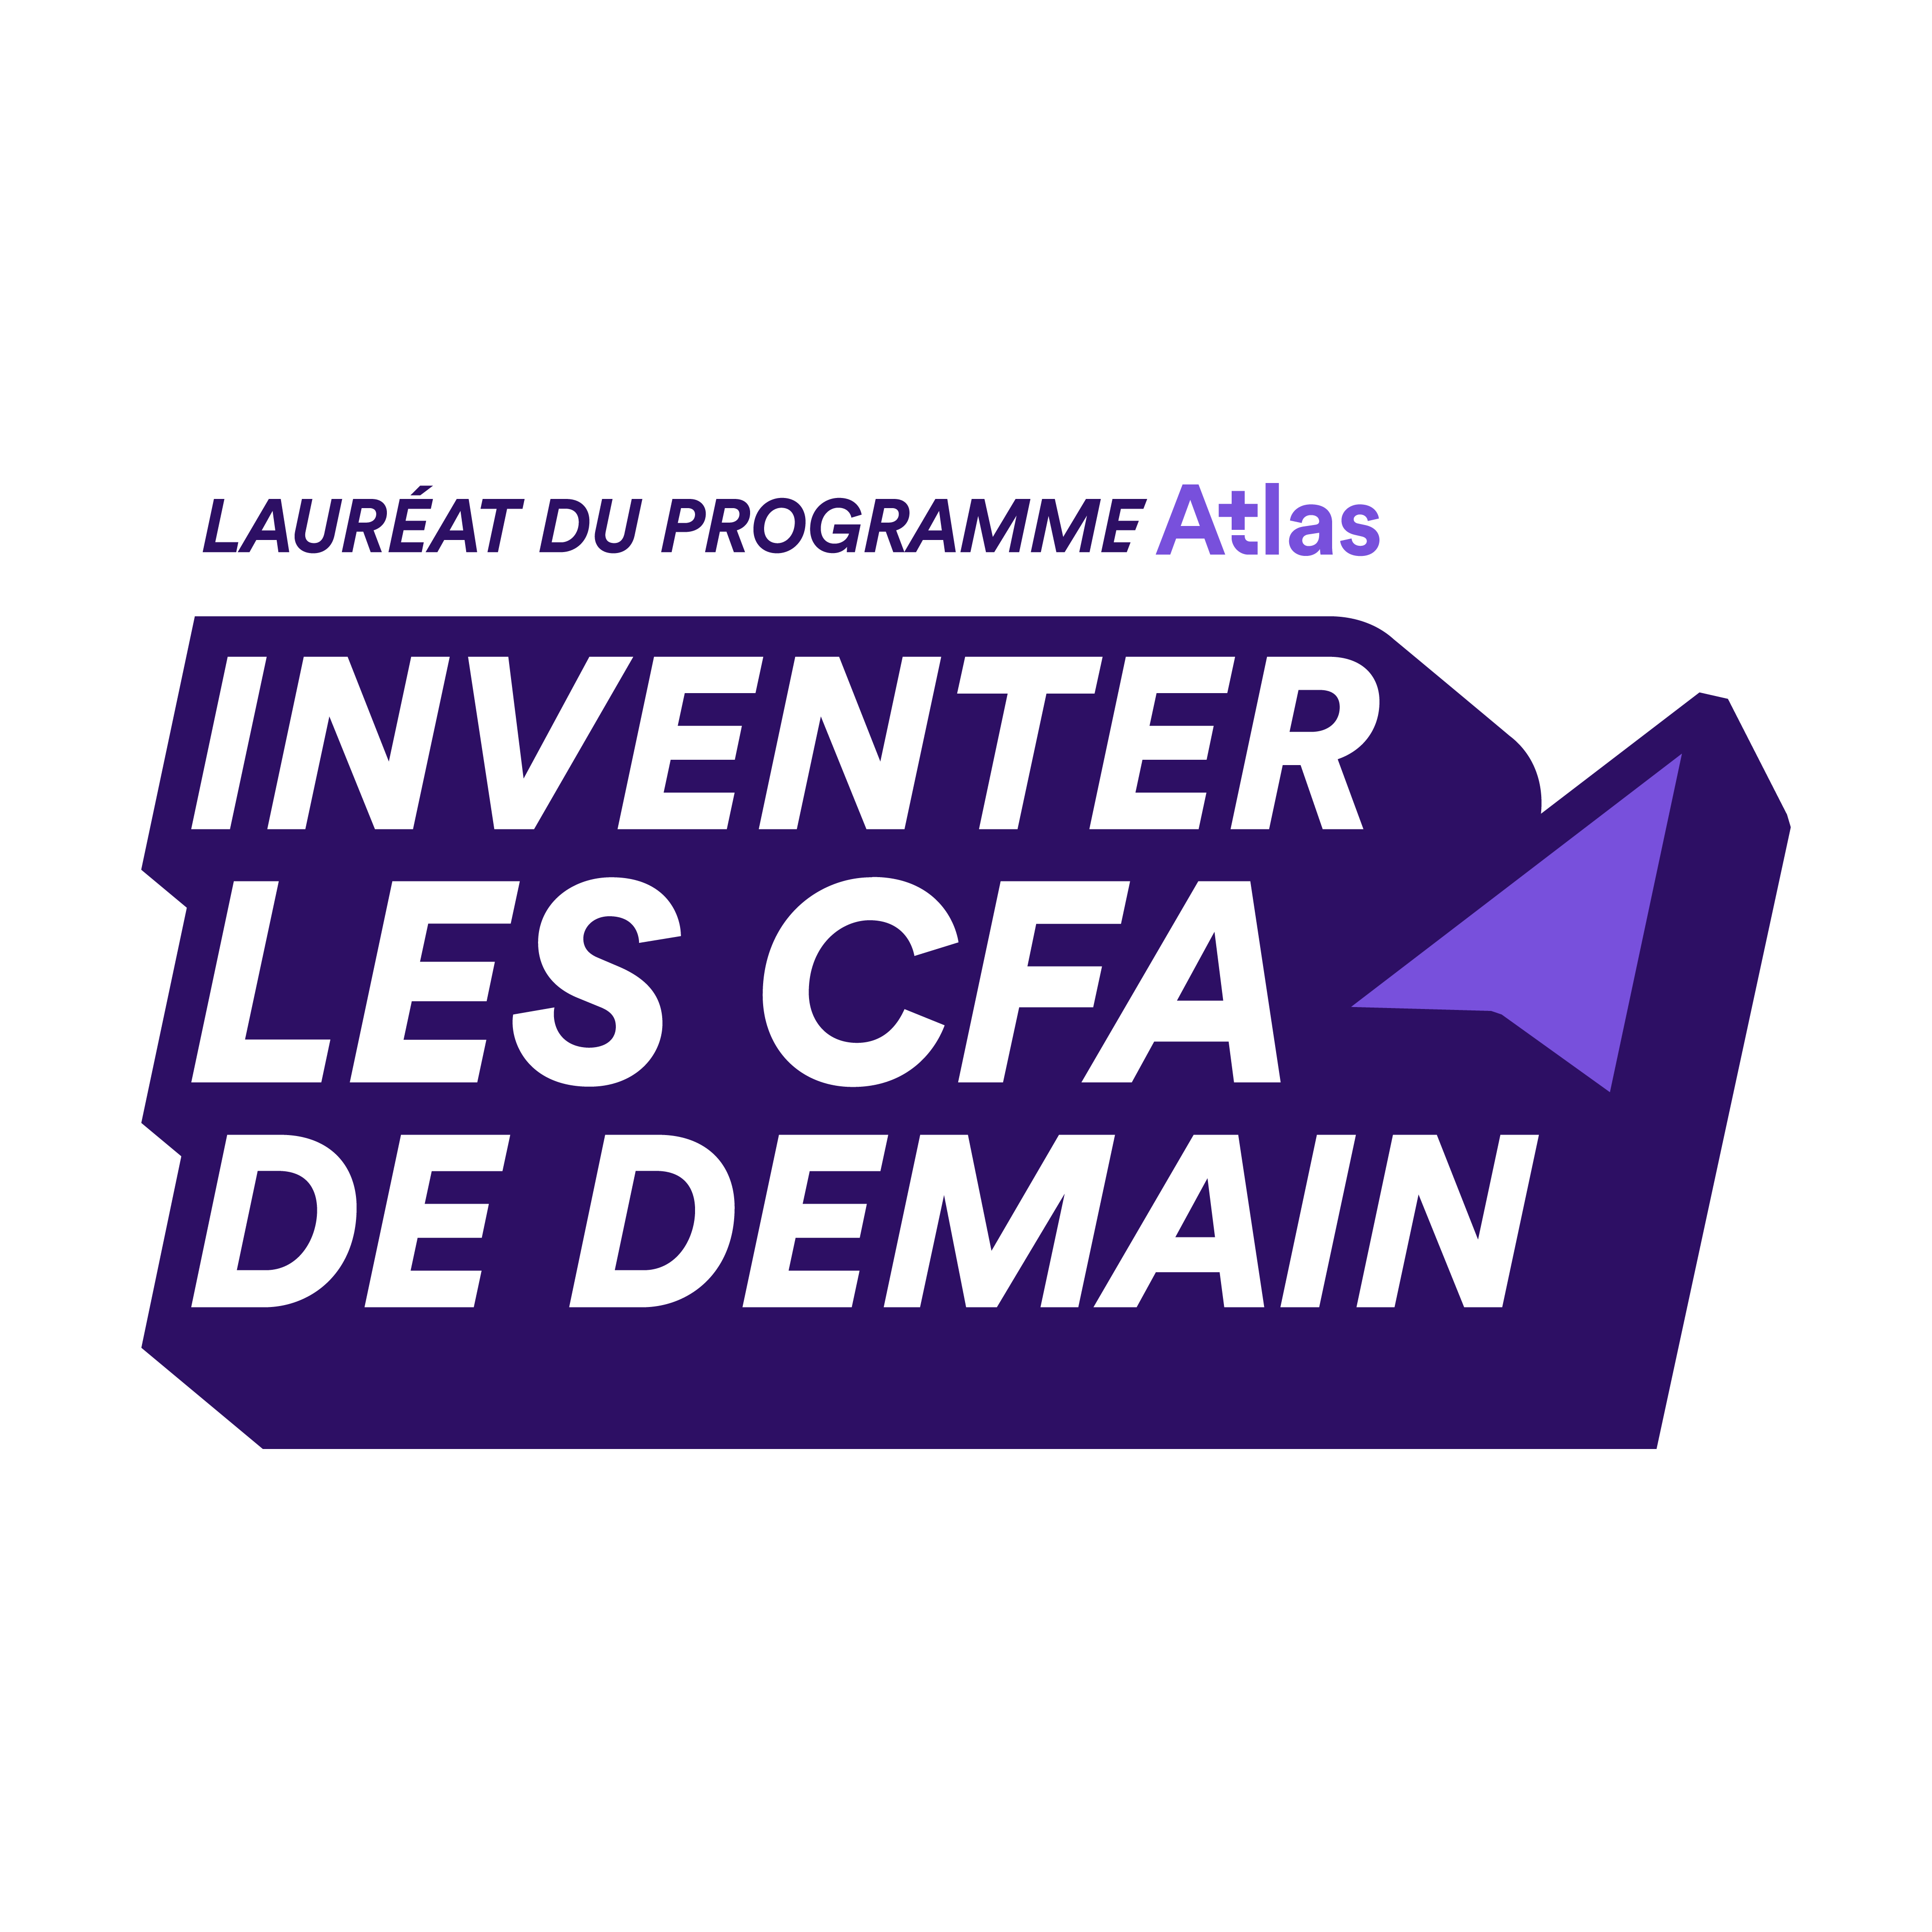 LAURÉAT DU PROGRAMME Atlas
INVENTER
LES CFA
DE DEMAIN